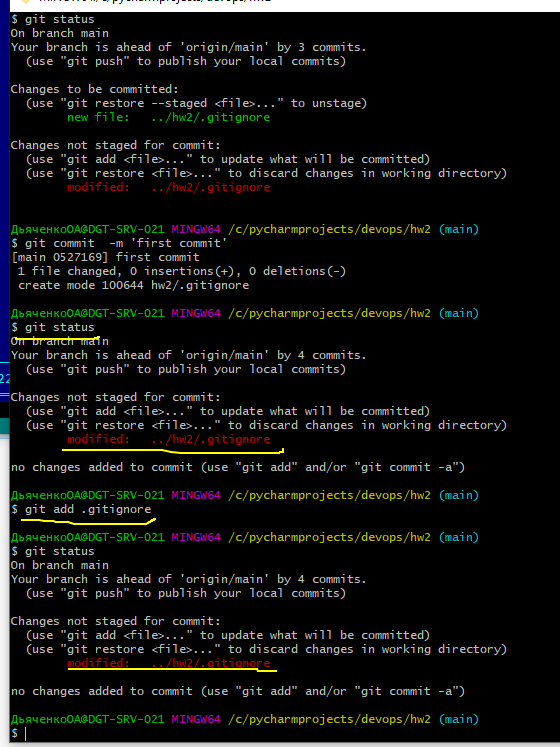 $ git status
On branch main
Your branch is ahead of 'origin/main' by 3 commits.
(use "git push" to publish your local commits)
Changes to be committed:
(use "git restore --staged <file>..." to unstage)
new file: ../hw2/.gitignore
Changes not staged for commit:
(use "git add <file>..." to update what will be committed)
(use "git restore <file>..." to discard changes in working directory)
modified: ../hw2/.gitignore
ДьяченкоОА@DGT-SRV-021 MINGW64 /c/pycharmprojects/devops/hw2 (main)
$ git commit -m 'first commit'
[main 0527169] first commit
1 file changed, 0 insertions(+), 0 deletions(-)
create mode 100644 hw2/.gitignore
ДьяченкоОА@DGT-SRV-021 MINGW64 /c/pycharmprojects/devops/hw2 (main)
$ git status
On branch main
Your branch is ahead of 'origin/main' by 4 commits.
(use "git push" to publish your local commits)
Changes not staged for commit:
(use "git add <file>..." to update what will be committed)
(use "git restore <file>..." to discard changes in working directory)
modified: ../hw2/.gitignore
no changes added to commit (use "git add" and/or "git commit -a")
ДьяченкоОА@DGT-SRV-021 MINGW64 /c/pycharmprojects/devops/hw2 (main)
$ git add .gitignore
ДьяченкоОА@DGT-SRV-021 MINGW64 /c/pycharmprojects/devops/hw2 (main)
$ git status
On branch main
Your branch is ahead of 'origin/main' by 4 commits.
(use "git push" to publish your local commits)
Changes not staged for commit:
(use "git add <file>..." to update what will be committed)
(use "git restore <file>..." to discard changes in working directory)
modified: ../hw2/.gitignore
no changes added to commit (use "git add" and/or "git commit -a")
ДьяченкоОА@DGT-SRV-021 MINGW64 /c/pycharmprojects/devops/hw2 (main)
$